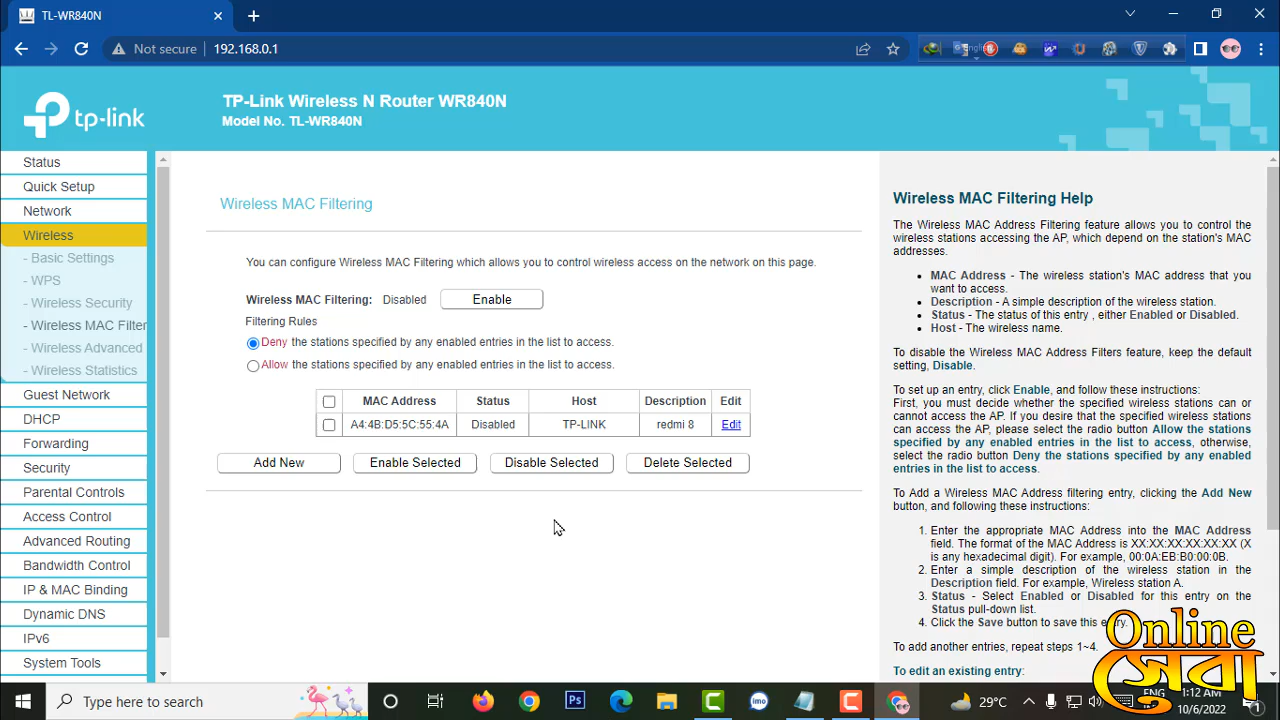 TL-WR840N
Not secure
192.168.0.1
English
TP-Link Wireless N Router WR840N
Model No. TL-WR840N
tp-link
Status
Quick Setup
Network
Wireless
- Basic Settings
- WPS
- Wireless Security
- Wireless MAC Filter
- Wireless Advanced
- Wireless Statistics
Guest Network
DHCP
Forwarding
Security
Parental Controls
Access Control
Advanced Routing
Bandwidth Control
IP & MAC Binding
Dynamic DNS
IPv6
System Tools
Wireless MAC Filtering
You can configure Wireless MAC Filtering which allows you to control wireless access on the network on this page.
Wireless MAC Filtering: Disabled Enable
Filtering Rules
Deny the stations specified by any enabled entries in the list to access.
Allow the stations specified by any enabled entries in the list to access.
MAC Address Status Host Description Edit
A4:4B:D5:5C:55:4A Disabled TP-LINK redmi 8 Edit
Add New Enable Selected Disable Selected Delete Selected
Wireless MAC Filtering Help
The Wireless MAC Address Filtering feature allows you to control the
wireless stations accessing the AP, which depend on the station's MAC
addresses.
MAC Address - The wireless station's MAC address that you
want to access.
Description - A simple description of the wireless station.
Status - The status of this entry , either Enabled or Disabled.
Host - The wireless name.
To disable the Wireless MAC Address Filters feature, keep the default
setting, Disable.
To set up an entry, click Enable, and follow these instructions:
First, you must decide whether the specified wireless stations can or
cannot access the AP. If you desire that the specified wireless stations
can access the AP, please select the radio button Allow the stations
specified by any enabled entries in the list to access, otherwise,
select the radio button Deny the stations specified by any enabled
entries in the list to access.
To Add a Wireless MAC Address filtering entry, clicking the Add New
button, and following these instructions:
1. Enter the appropriate MAC Address into the MAC Address
field. The format of the MAC Address is XX:XX:XX:XX:XX:XX (X
is any hexadecimal digit). For example, 00:0A:EB:B0:00:0B.
2. Enter a simple description of the wireless station in the
Description field. For example, Wireless station A.
3. Status - Select Enabled or Disabled for this entry on the
Status pull-down list.
4. Click the Save button to save this entry.
To add another entries, repeat steps 1~4.
To edit an existing entry:
Online
সেবা
Type here to search
Ps
imo
29°C
ENG
1:12 AM
10/6/2022
1